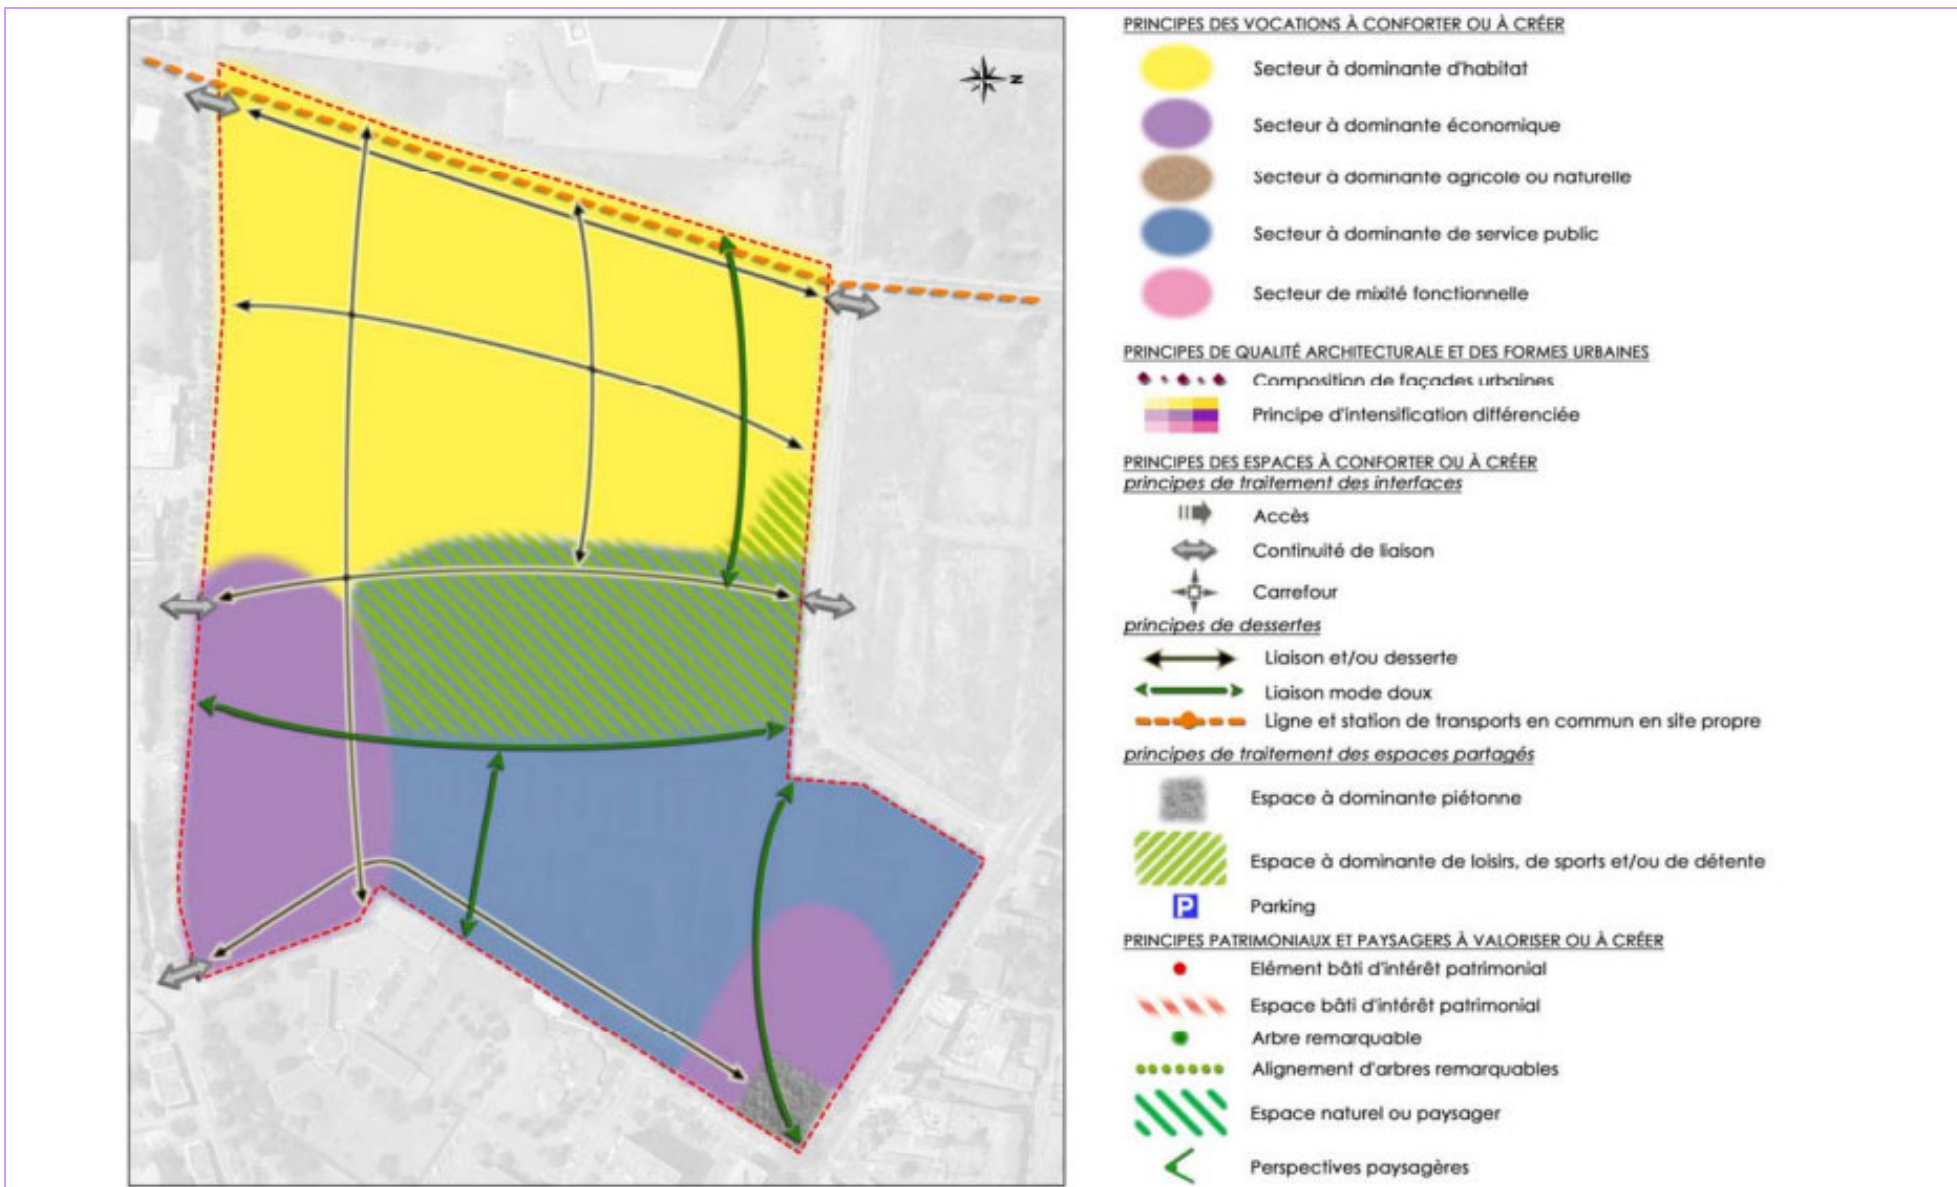 N
PRINCIPES DES VOCATIONS À CONFORTER OU À CRÉER
Secteur à dominante d'habitat
Secteur à dominante économique
Secteur à dominante agricole ou naturelle
Secteur à dominante de service public
Secteur de mixité fonctionnelle
PRINCIPES DE QUALITÉ ARCHITECTURALE ET DES FORMES URBAINES
Composition de façades urbaines
Principe d'intensification différenciée
PRINCIPES DES ESPACES À CONFORTER OU À CRÉER
principes de traitement des interfaces
Accès
Continuité de liaison
Carrefour
principes de dessertes
Liaison et/ou desserte
Liaison mode doux
Ligne et station de transports en commun en site propre
principes de traitement des espaces partagés
Espace à dominante piétonne
Espace à dominante de loisirs, de sports et/ou de détente
P Parking
PRINCIPES PATRIMONIAUX ET PAYSAGERS À VALORISER OU À CRÉER
Elément bâti d'intérêt patrimonial
Espace bâti d'intérêt patrimonial
Arbre remarquable
Alignement d'arbres remarquables
Espace naturel ou paysager
Perspectives paysagères